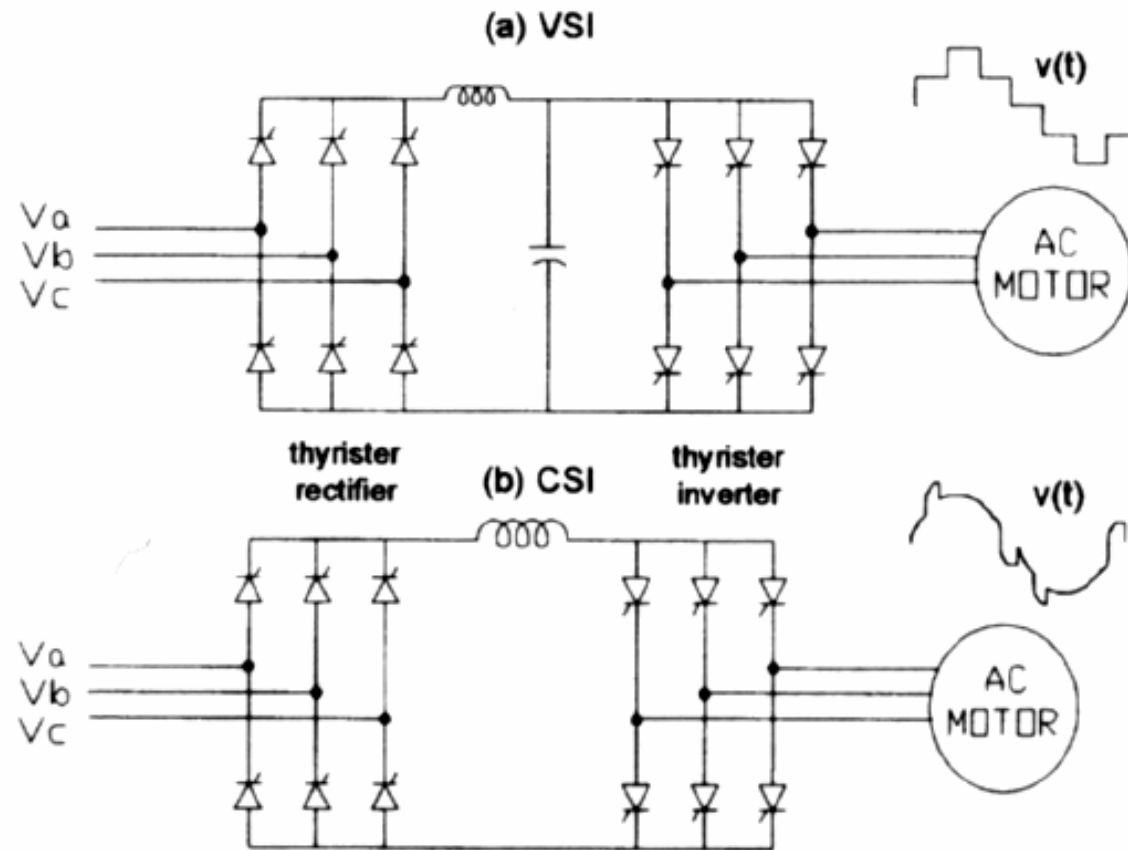 (a) VSI
v(t)
Va
Vb
Vc
AC
MOTOR
thyrister
rectifier
thyrister
inverter
(b) CSI
v(t)
Va
Vb
Vc
AC
MOTOR